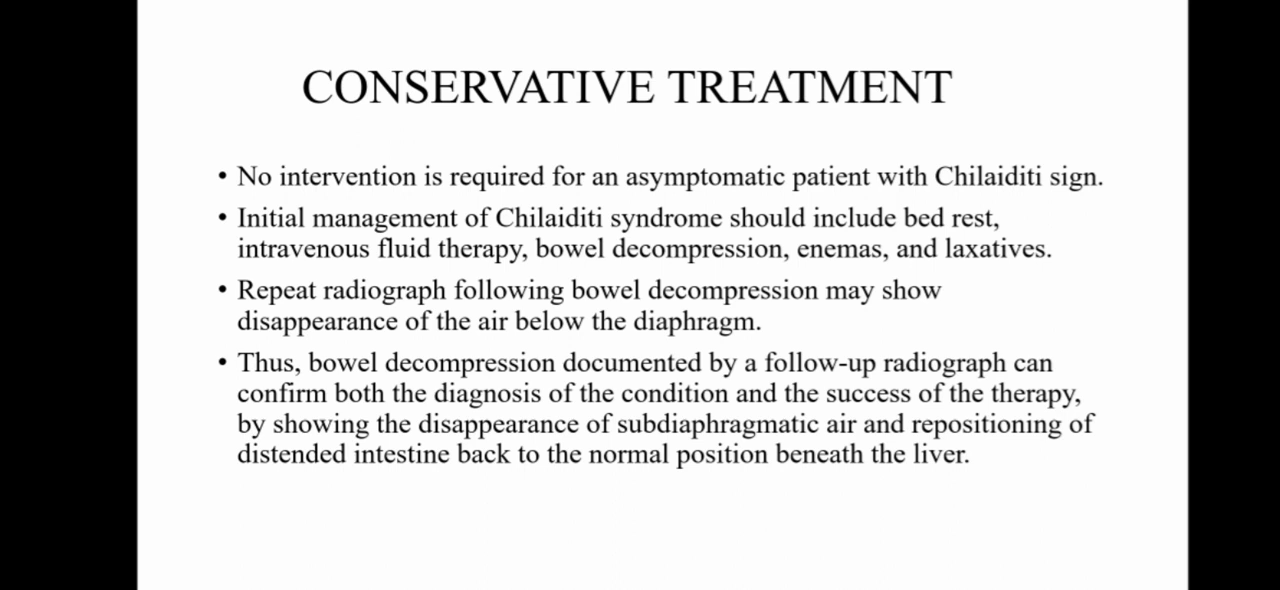 CONSERVATIVE TREATMENT
• No intervention is required for an asymptomatic patient with Chilaiditi sign.
• Initial management of Chilaiditi syndrome should include bed rest,
intravenous fluid therapy, bowel decompression, enemas, and laxatives.
• Repeat radiograph following bowel decompression may show
disappearance of the air below the diaphragm.
• Thus, bowel decompression documented by a follow-up radiograph can
confirm both the diagnosis of the condition and the success of the therapy,
by showing the disappearance of subdiaphragmatic air and repositioning of
distended intestine back to the normal position beneath the liver.